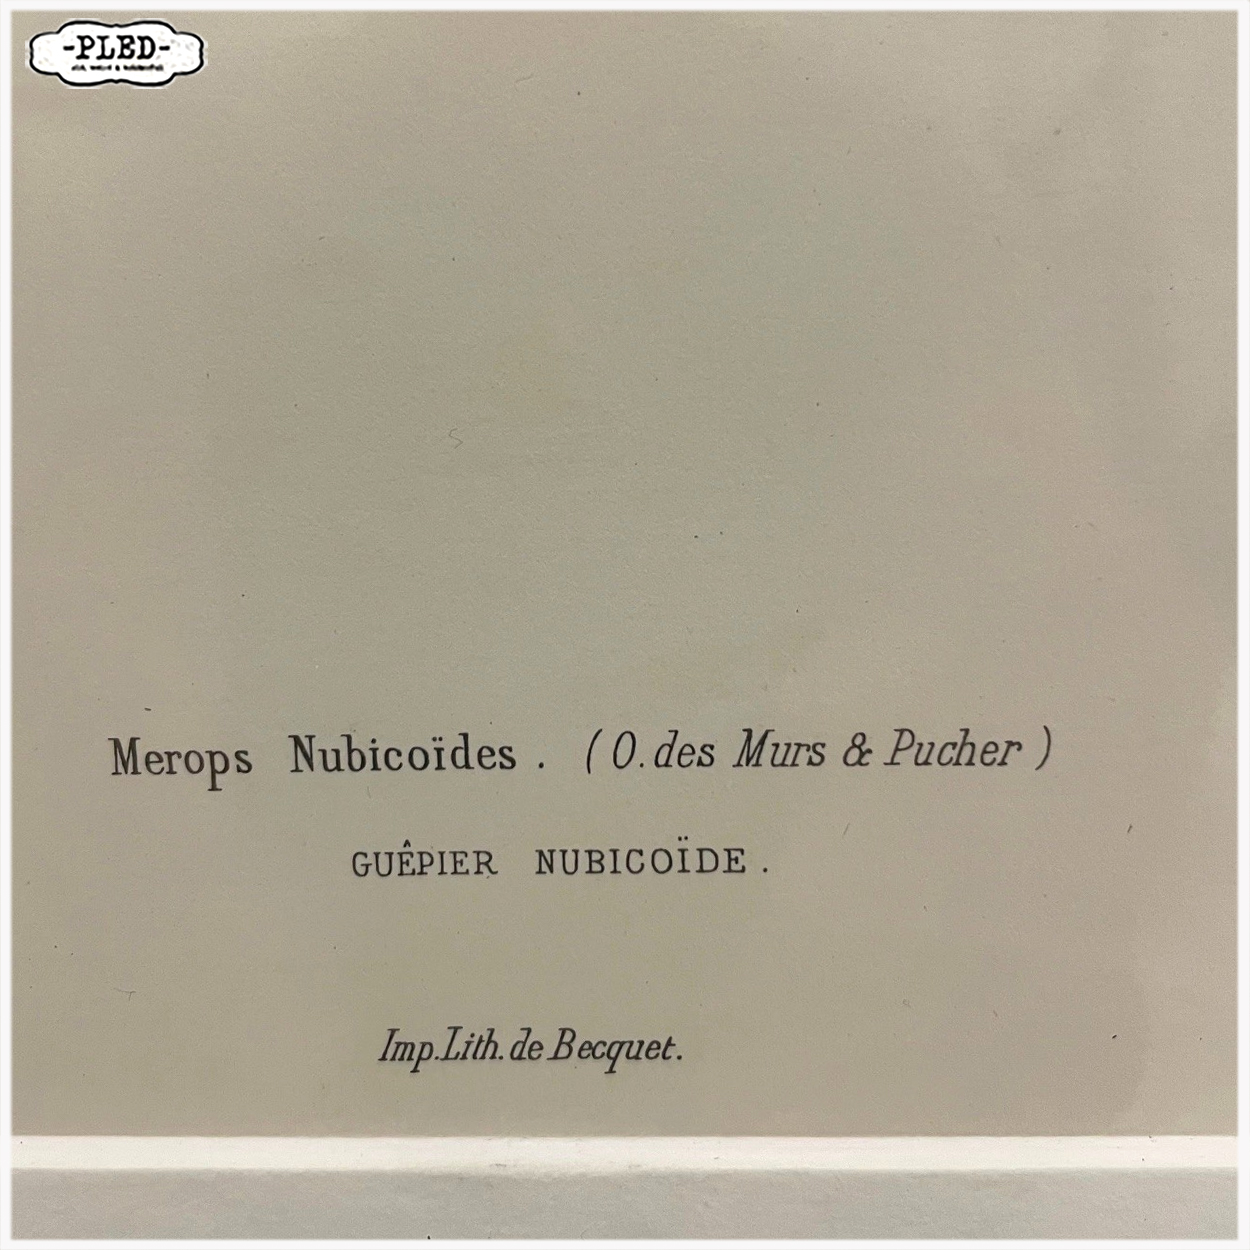 -PLED-
Merops Nubicoïdes. (O. des Murs & Pucher)
GUÊPIER NUBICOÏDE.
Imp. Lith. de Becquet.